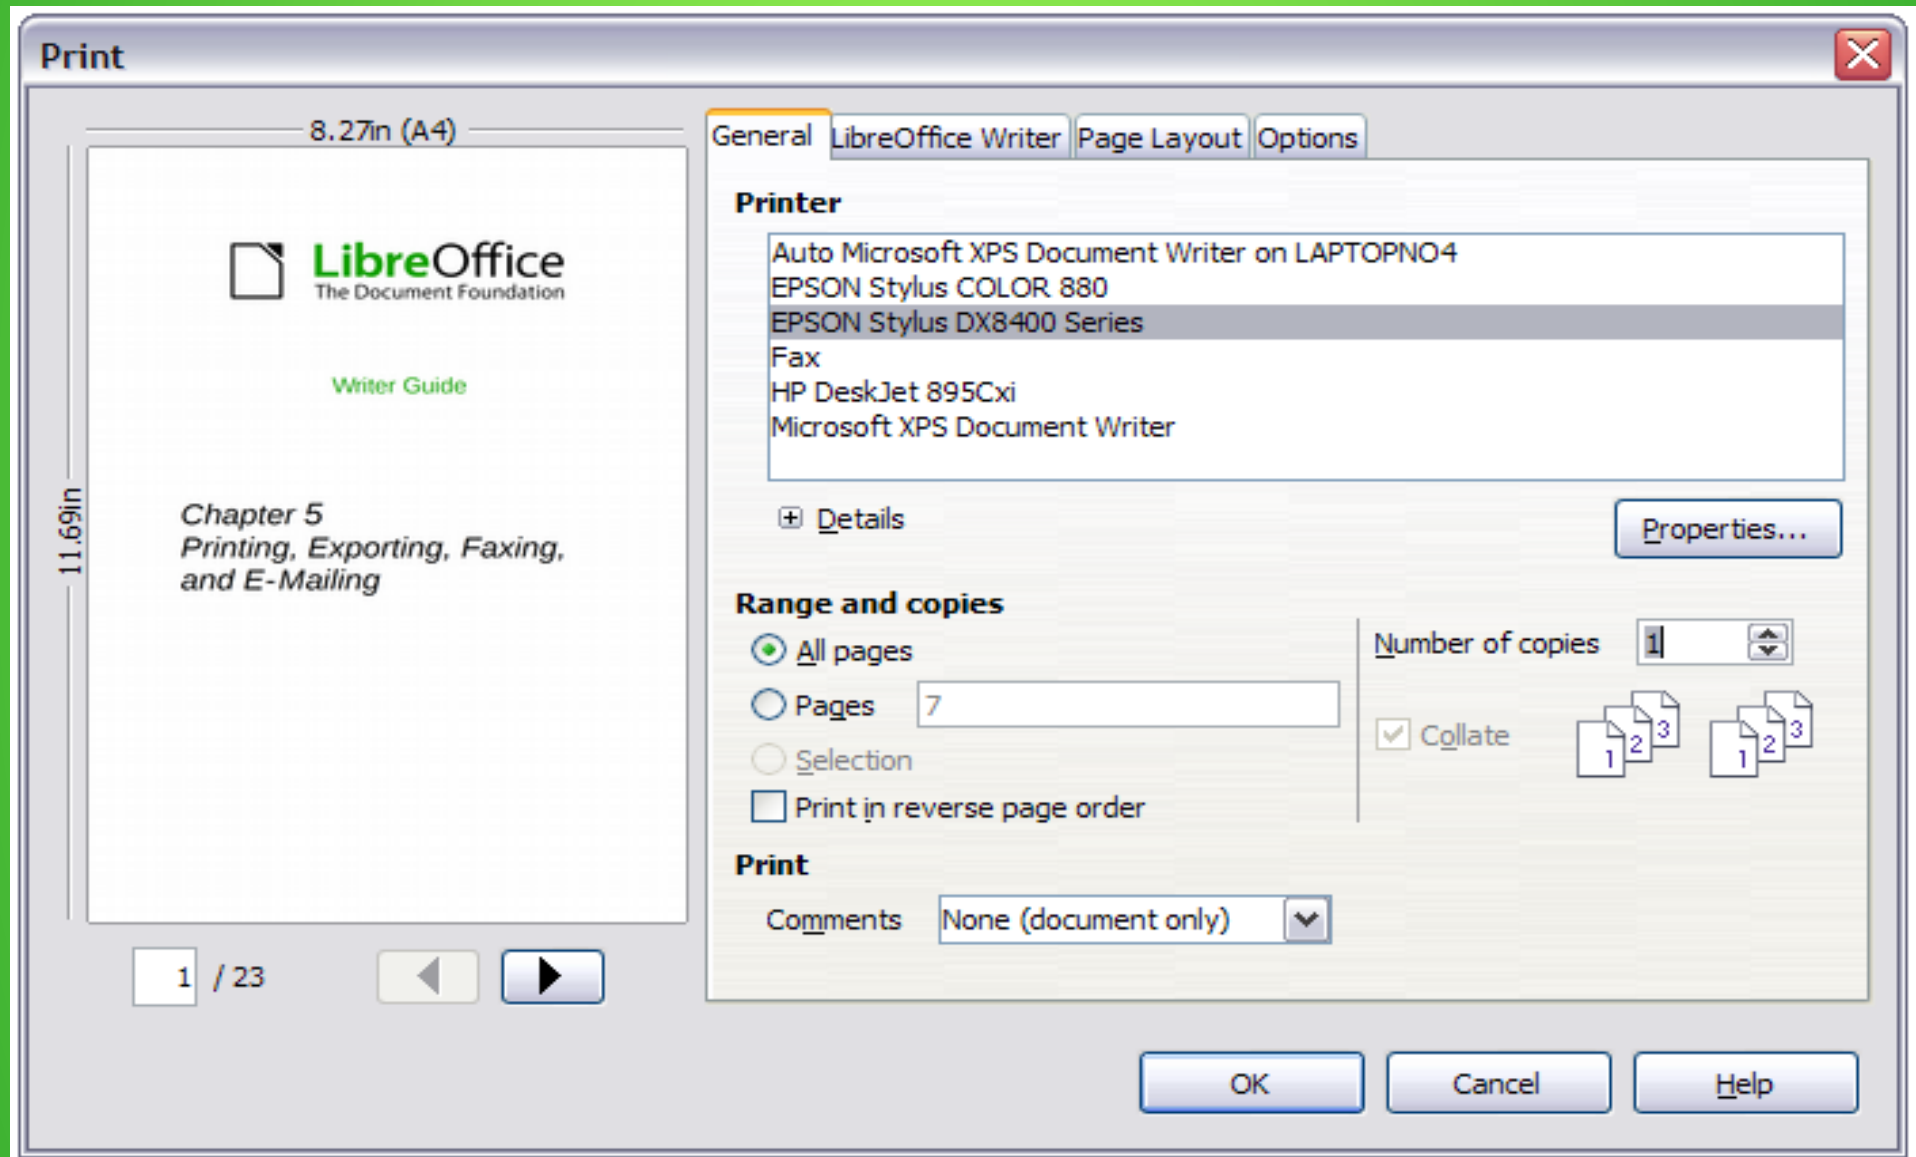 Print
8.27in (A4)
11.69in
LibreOffice
The Document Foundation
Writer Guide
Chapter 5
Printing, Exporting, Faxing,
and E-Mailing
1 / 23
General LibreOffice Writer Page Layout Options
Printer
Auto Microsoft XPS Document Writer on LAPTOPNO4
EPSON Stylus COLOR 880
EPSON Stylus DX8400 Series
Fax
HP DeskJet 895Cxi
Microsoft XPS Document Writer
Details
Properties...
Range and copies
All pages
Pages 7
Selection
Print in reverse page order
Number of copies 1
Collate
1 2 3 1 2 3
Print
Comments None (document only)
OK Cancel Help